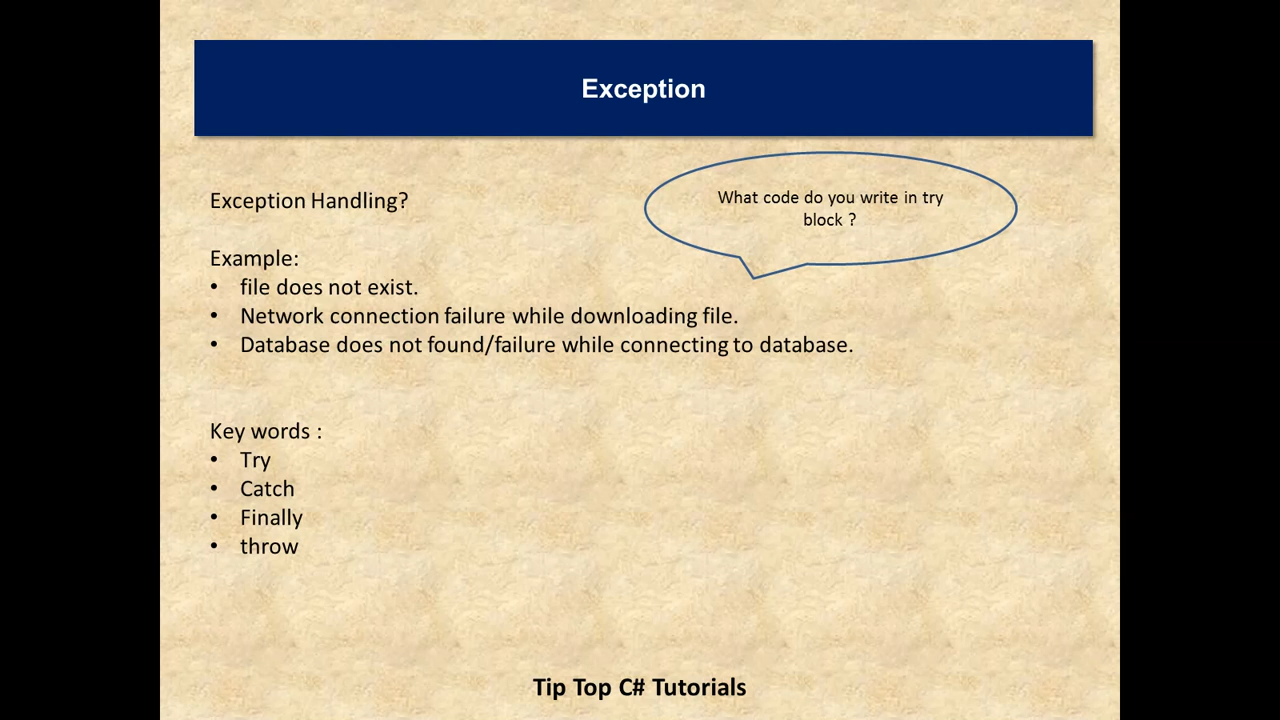 Exception
What code do you write in try
block ?
Exception Handling?
Example:
• file does not exist.
• Network connection failure while downloading file.
• Database does not found/failure while connecting to database.
Key words :
• Try
• Catch
• Finally
• throw
Tip Top C# Tutorials